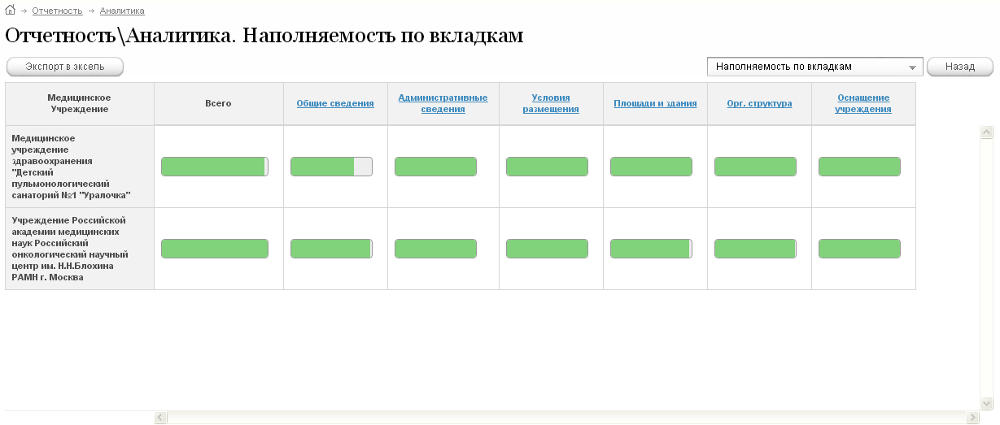 Отчетность Аналитика
Отчетность\Аналитика. Наполняемость по вкладкам
Экспорт в эксель
Наполняемость по вкладкам
Назад
Медицинское
Учреждение
Всего
Общие сведения
Административные
сведения
Условия
размещения
Площади и здания
Орг. структура
Оснащение
учреждения
Медицинское
учреждение
здравоохранения
"Детский
пульмонологический
санаторий №1 "Уралочка"
Учреждение Российской
академии медицинских
наук Российский
онкологический научный
центр им. Н.Н.Блохина
РАМН г. Москва